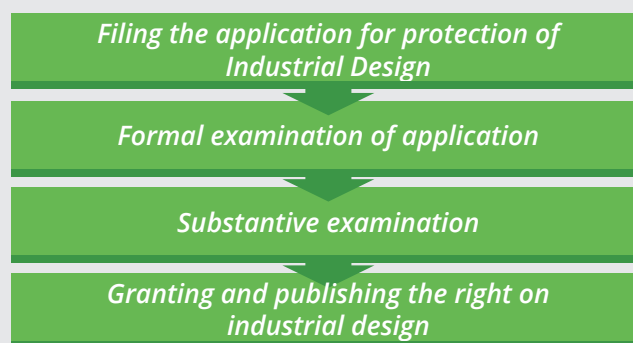 Filing the application for protection of
Industrial Design
Formal examination of application
Substantive examination
Granting and publishing the right on
industrial design